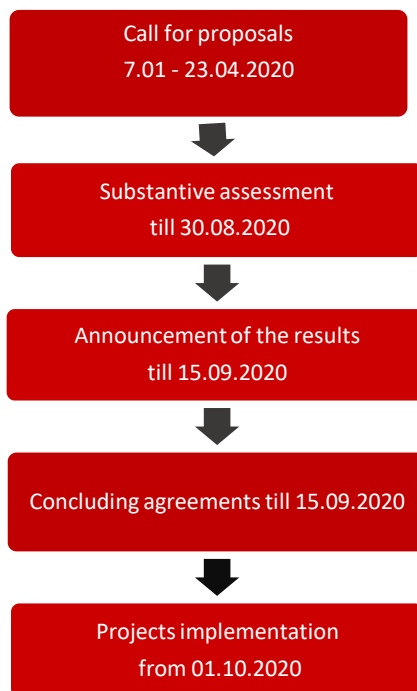 Call for proposals
7.01 - 23.04.2020
Substantive assessment
till 30.08.2020
Announcement of the results
till 15.09.2020
Concluding agreements till 15.09.2020
Projects implementation
from 01.10.2020